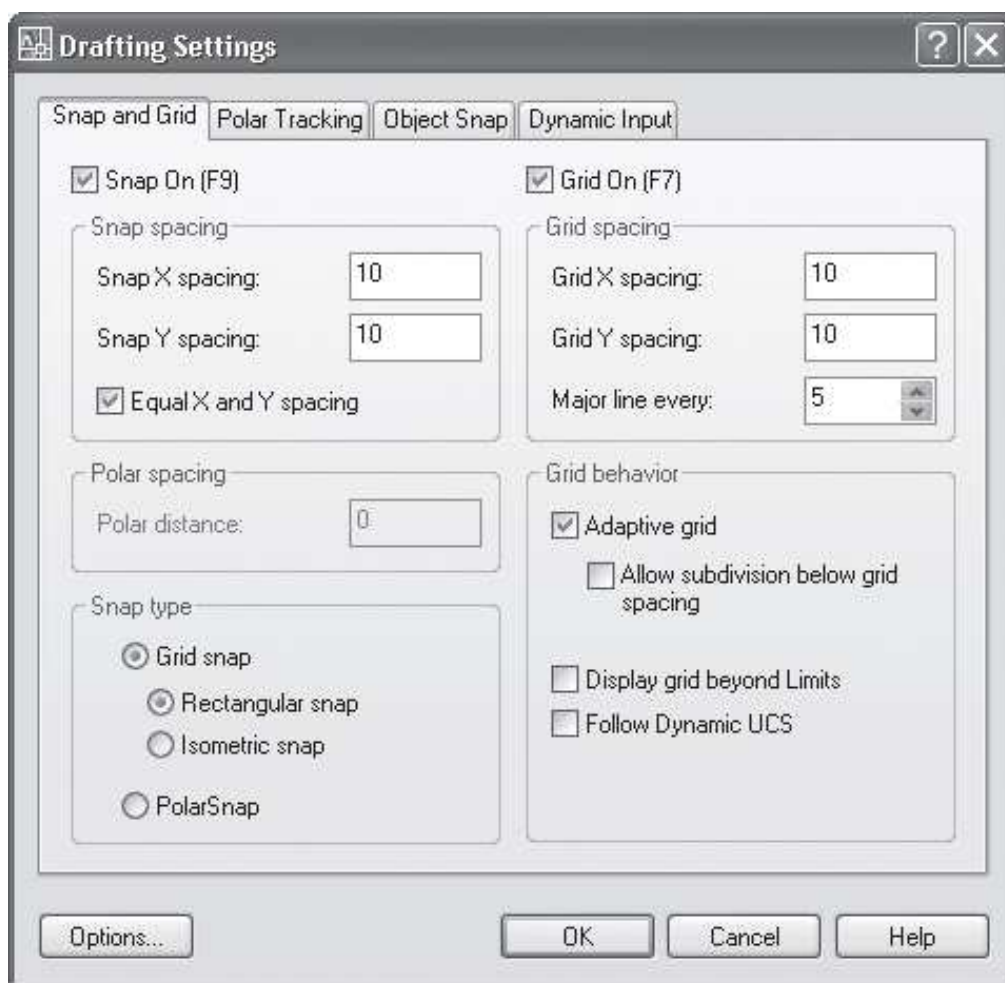 Drafting Settings
Snap and Grid
Polar Tracking
Object Snap
Dynamic Input
Snap On (F9)
Snap spacing
Snap X spacing: 10
Snap Y spacing: 10
Equal X and Y spacing
Polar spacing
Polar distance: 0
Snap type
Grid snap
Rectangular snap
Isometric snap
PolarSnap
Grid On (F7)
Grid spacing
Grid X spacing: 10
Grid Y spacing: 10
Major line every: 5
Grid behavior
Adaptive grid
Allow subdivision below grid
spacing
Display grid beyond Limits
Follow Dynamic UCS
Options...
OK
Cancel
Help